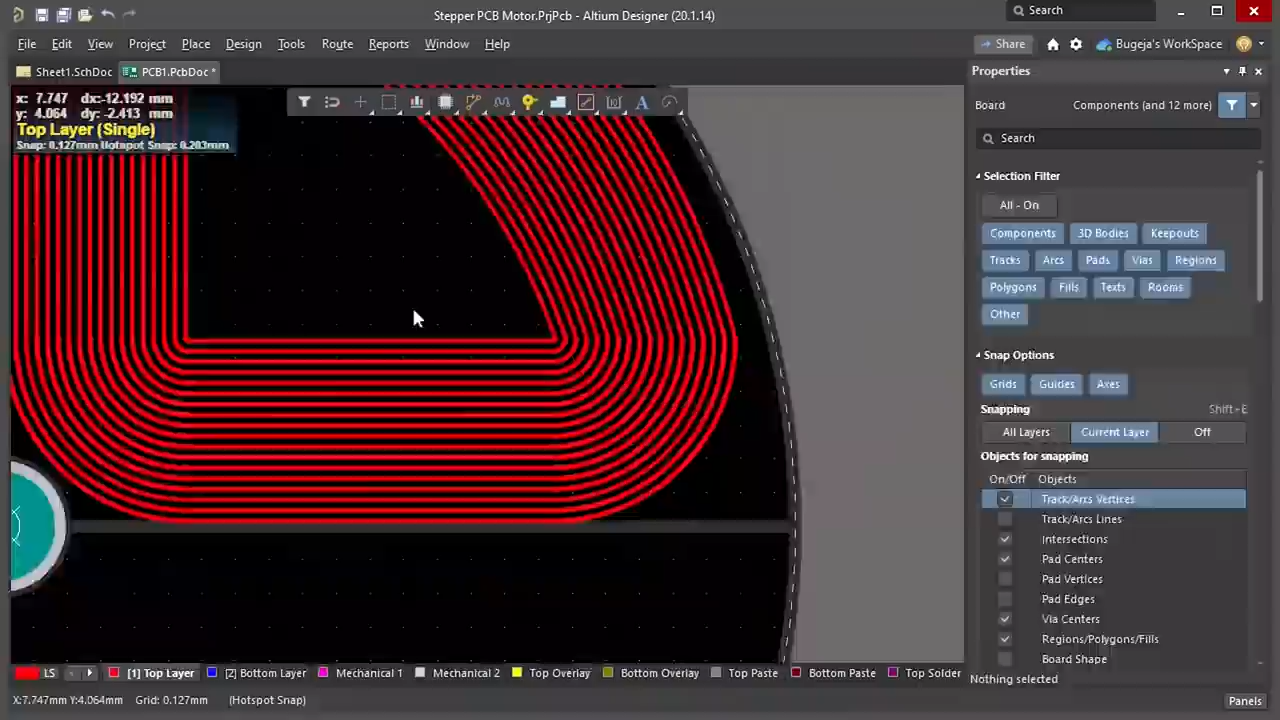 Stepper PCB Motor.PrjPcb - Altium Designer (20.1.14)
Search
File Edit View Project Place Design Tools Route Reports Window Help
Share
Bugeja's WorkSpace
Sheet1.SchDoc
PCB1.PcbDoc *
Properties
x: 7.747 dx:-12.192 mm
y: 4.064 dy: -2.413 mm
Top Layer (Single)
Snap: 0.127mm Hotspot Snap: 0.203mm
Board Components (and 12 more)
Search
Selection Filter
All - On
Components 3D Bodies Keepouts
Tracks Arcs Pads Vias Regions
Polygons Fills Texts Rooms
Other
Snap Options
Grids Guides Axes
Snapping Shift+E
All Layers Current Layer Off
Objects for snapping
On/Off Objects
Track/Arcs Vertices
Track/Arcs Lines
Intersections
Pad Centers
Pad Vertices
Pad Edges
Via Centers
Regions/Polygons/Fills
Board Shape
Nothing selected
LS [1] Top Layer [2] Bottom Layer Mechanical 1 Mechanical 2 Top Overlay Bottom Overlay Top Paste Bottom Paste Top Solder
X:7.747mm Y:4.064mm Grid: 0.127mm (Hotspot Snap)
Panels